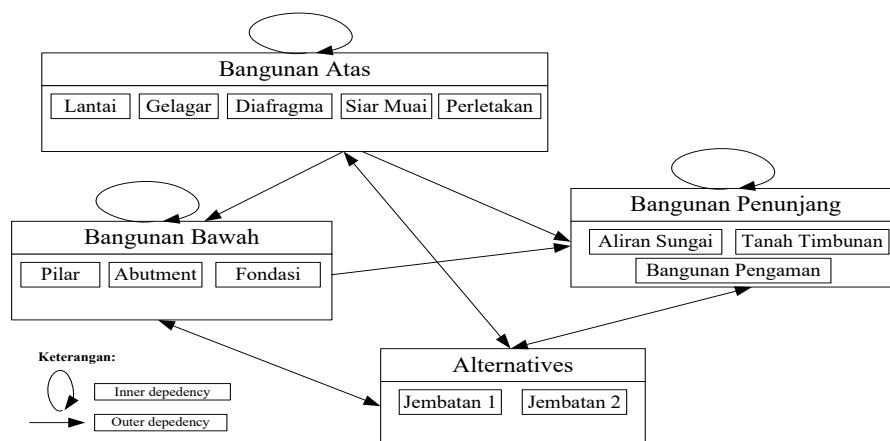 Bangunan Atas
Lantai Gelagar Diafragma Siar Muai Perletakan
Bangunan Bawah
Pilar Abutment Fondasi
Bangunan Penunjang
Aliran Sungai Tanah Timbunan
Bangunan Pengaman
Alternatives
Jembatan 1 Jembatan 2
Keterangan:
Inner depedency
Outer depedency